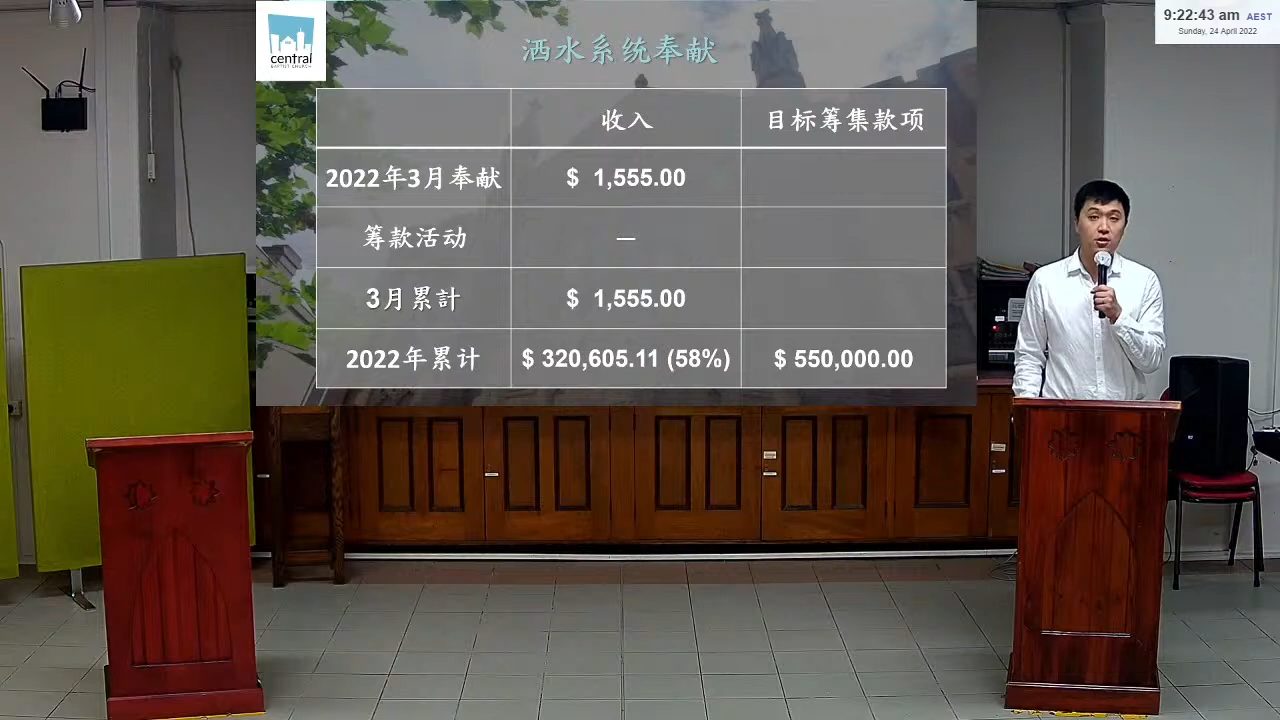 central
BAPTIST CHURCH
9:22:43 am AEST
Sunday, 24 April 2022
洒水系统奉献
收入 目标筹集款项
2022年3月奉献 $ 1,555.00
筹款活动 —
3月累計 $ 1,555.00
2022年累计 $ 320,605.11 (58%) $ 550,000.00